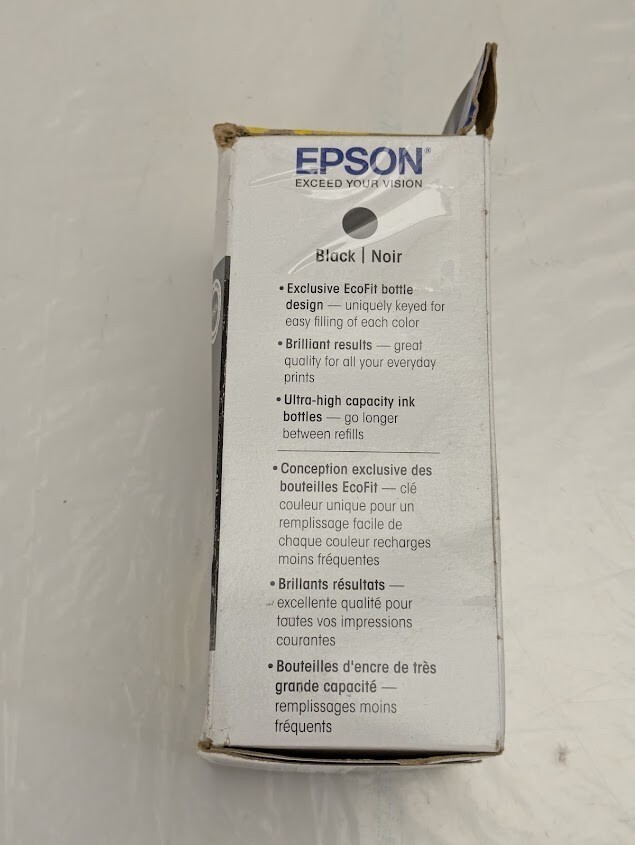 EPSON®
EXCEED YOUR VISION
Black | Noir
• Exclusive EcoFit bottle
design — uniquely keyed for
easy filling of each color
• Brilliant results — great
quality for all your everyday
prints
• Ultra-high capacity ink
bottles — go longer
between refills
• Conception exclusive des
bouteilles EcoFit — clé
couleur unique pour un
remplissage facile de
chaque couleur recharges
moins fréquentes
• Brillants résultats —
excellente qualité pour
toutes vos impressions
courantes
• Bouteilles d'encre de très
grande capacité —
remplissages moins
fréquents